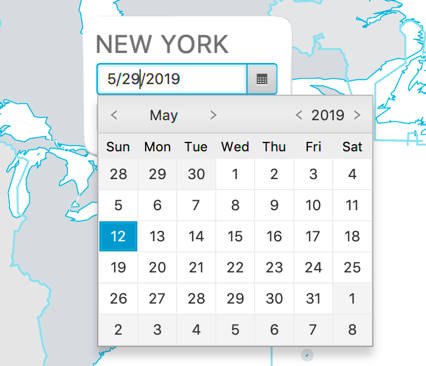 NEW YORK
5/29/2019
< May > < 2019 >
Sun Mon Tue Wed Thu Fri Sat
28 29 30 1 2 3 4
5 6 7 8 9 10 11
12 13 14 15 16 17 18
19 20 21 22 23 24 25
26 27 28 29 30 31 1
2 3 4 5 6 7 8